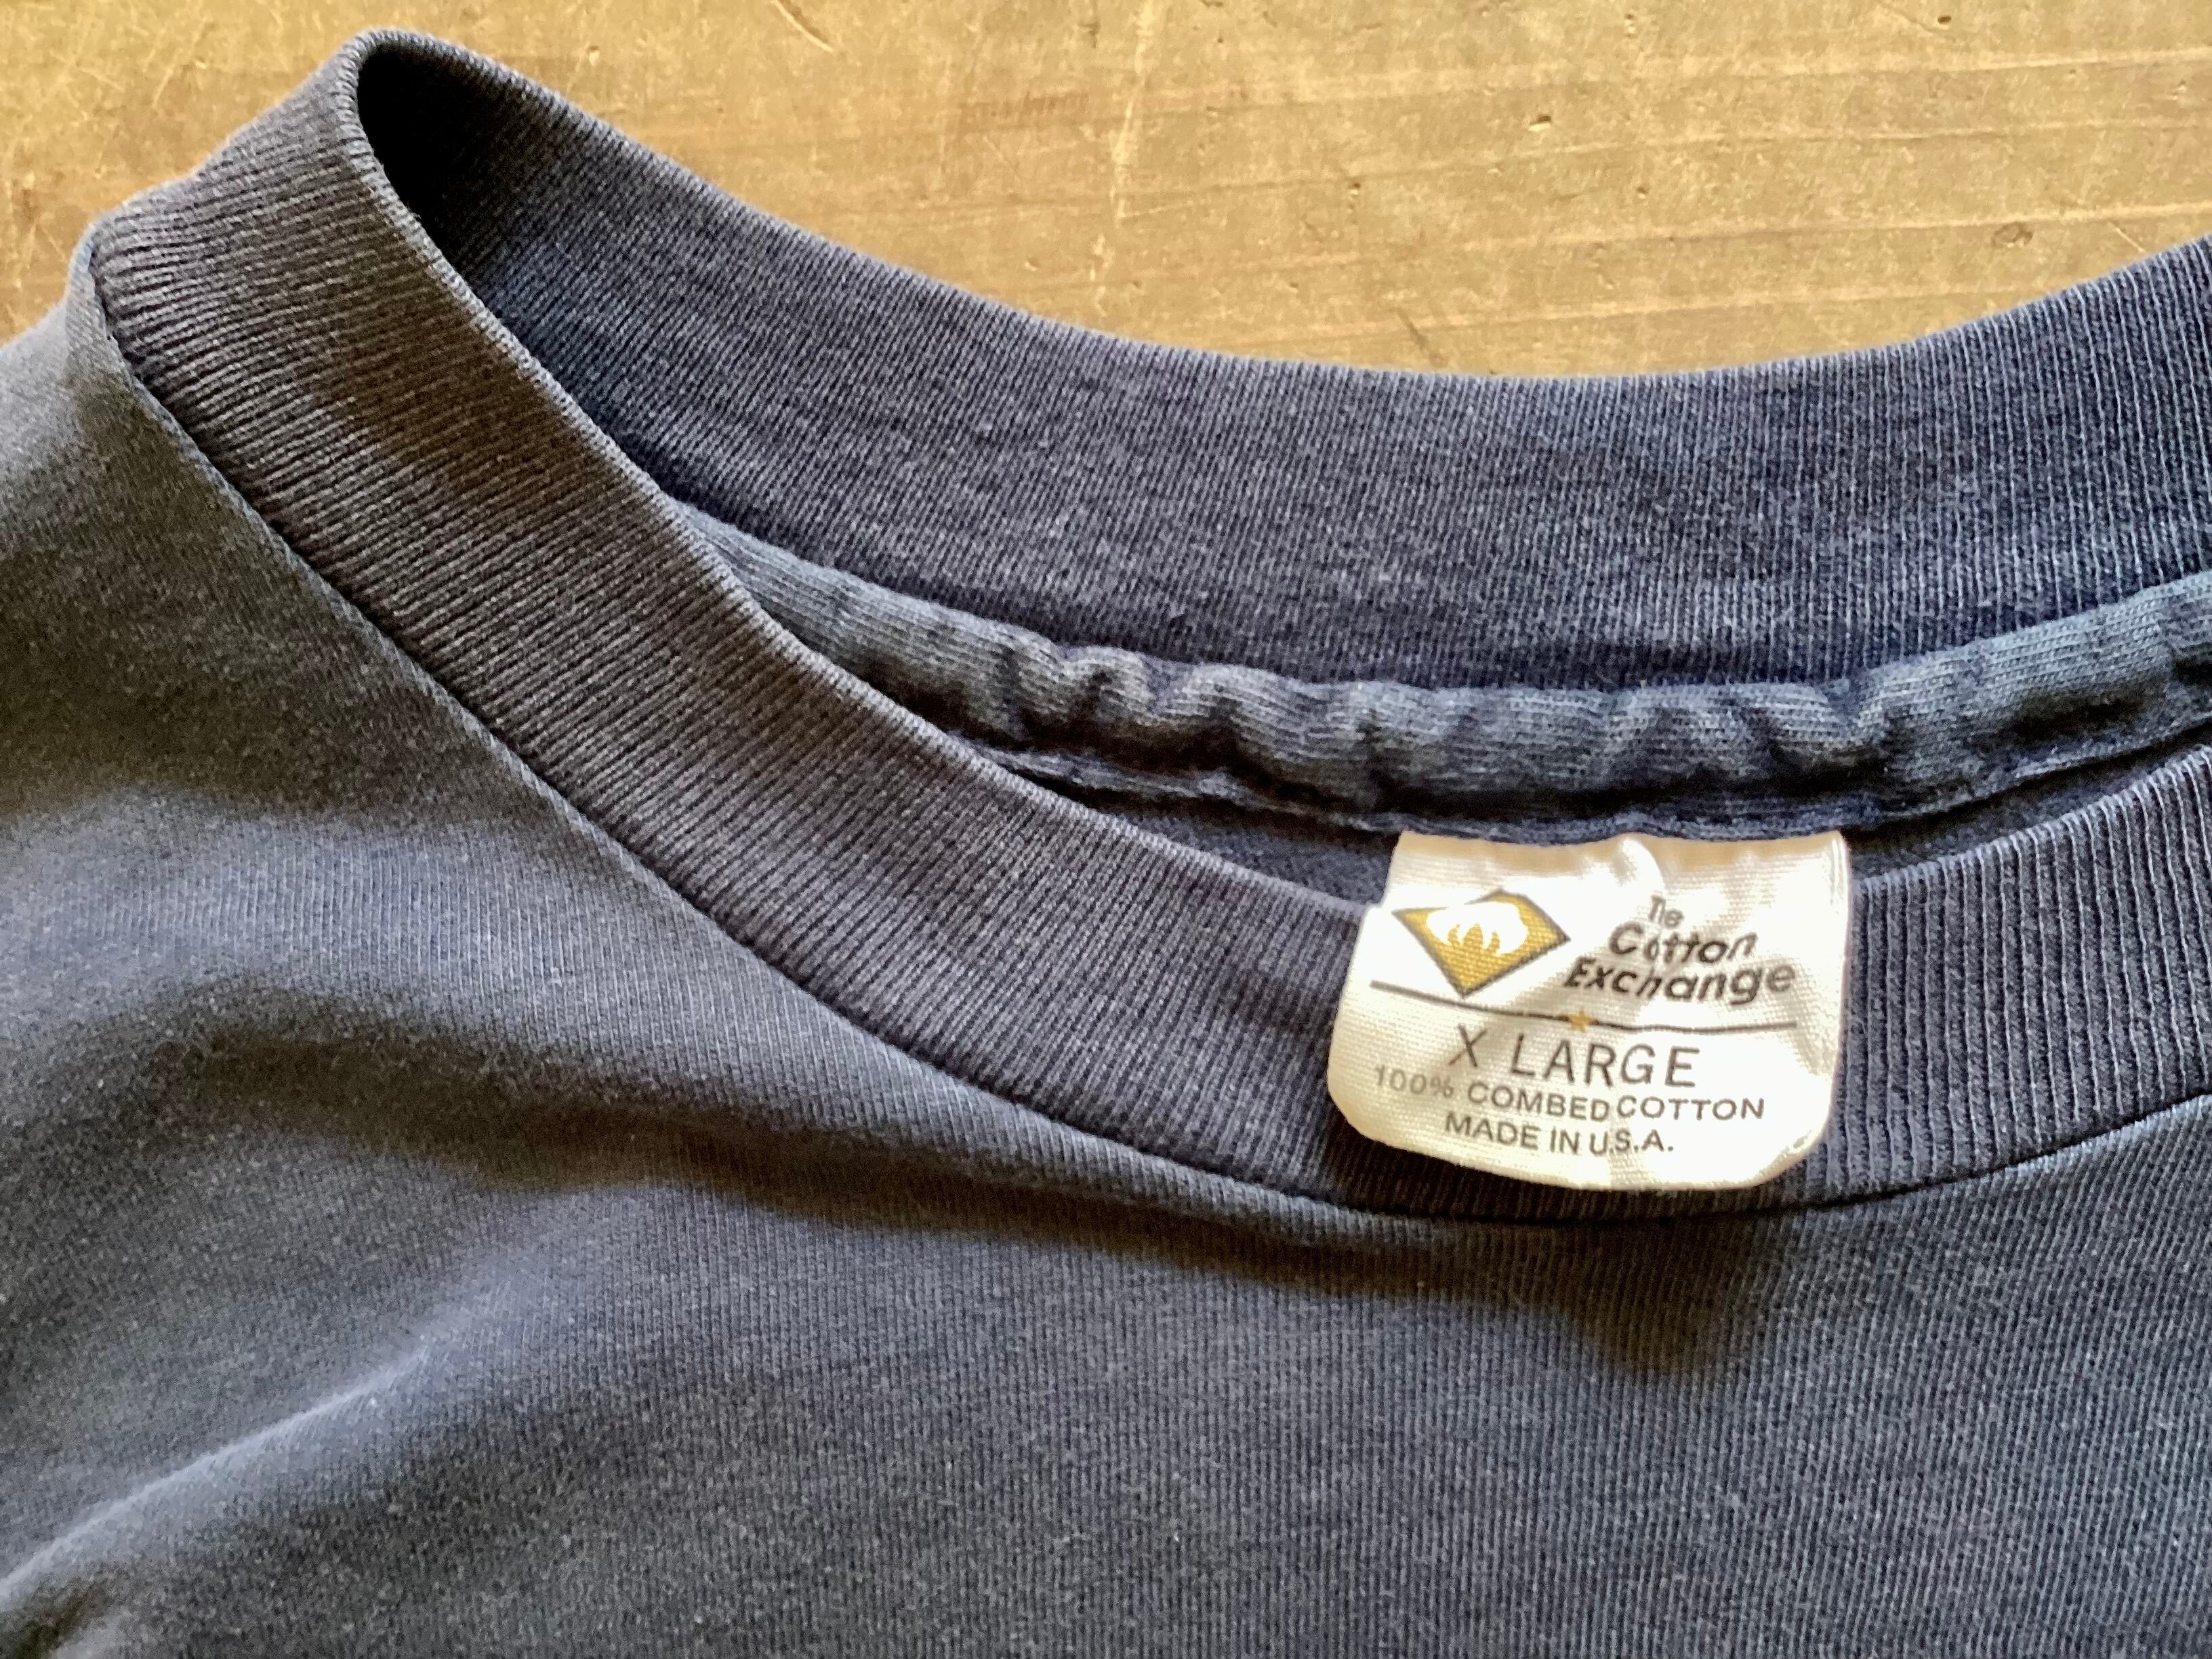 The
Cotton
Exchange
X LARGE
100% COMBED COTTON
MADE IN U.S.A.